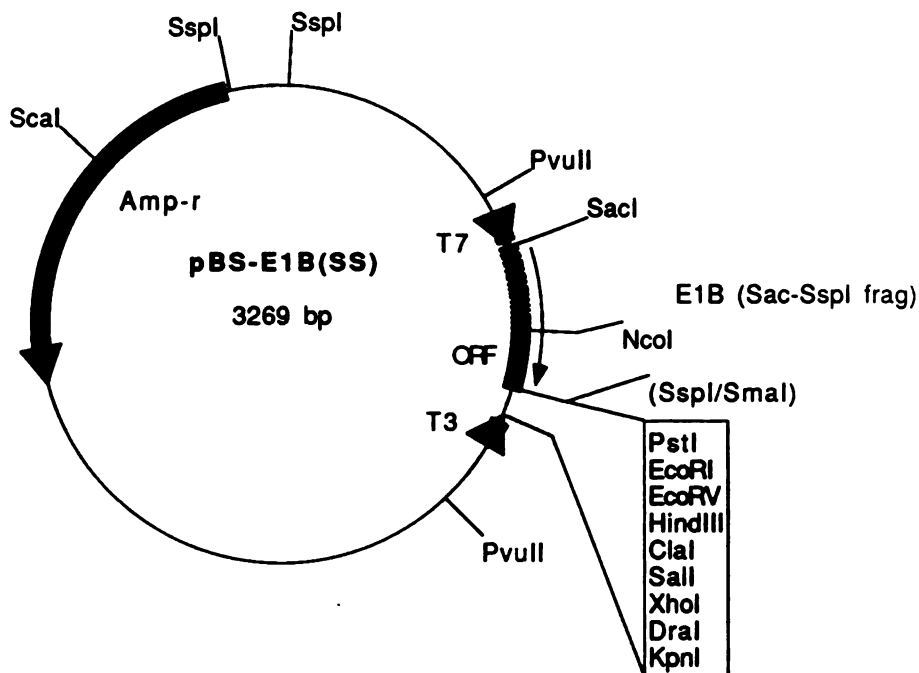 SspI
SspI
ScaI
PvuII
Amp-r
SacI
T7
pBS-E1B(SS)
E1B (Sac-SspI frag)
3269 bp
NcoI
ORF
(SspI/SmaI)
T3
PstI
EcoRI
EcoRV
HindIII
ClaI
SalI
XhoI
DraI
KpnI
PvuII